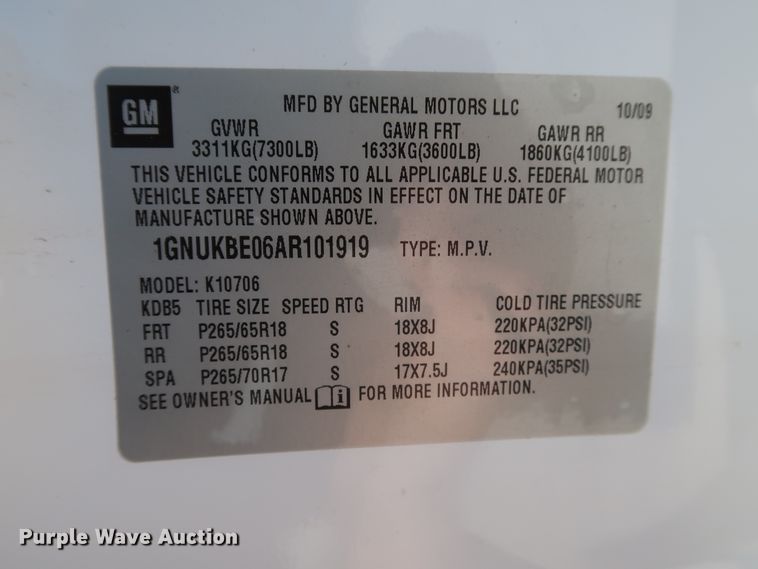 GM ® MFD BY GENERAL MOTORS LLC 10/09
GVWR GAWR FRT GAWR RR
3311KG(7300LB) 1633KG(3600LB) 1860KG(4100LB)
THIS VEHICLE CONFORMS TO ALL APPLICABLE U.S. FEDERAL MOTOR
VEHICLE SAFETY STANDARDS IN EFFECT ON THE DATE OF
MANUFACTURE SHOWN ABOVE.
1GNUKBE06AR101919 TYPE: M.P.V.
MODEL: K10706
KDB5 TIRE SIZE SPEED RTG RIM COLD TIRE PRESSURE
FRT P265/65R18 S 18X8J 220KPA(32PSI)
RR P265/65R18 S 18X8J 220KPA(32PSI)
SPA P265/70R17 S 17X7.5J 240KPA(35PSI)
SEE OWNER'S MANUAL i FOR MORE INFORMATION.
Purple Wave Auction